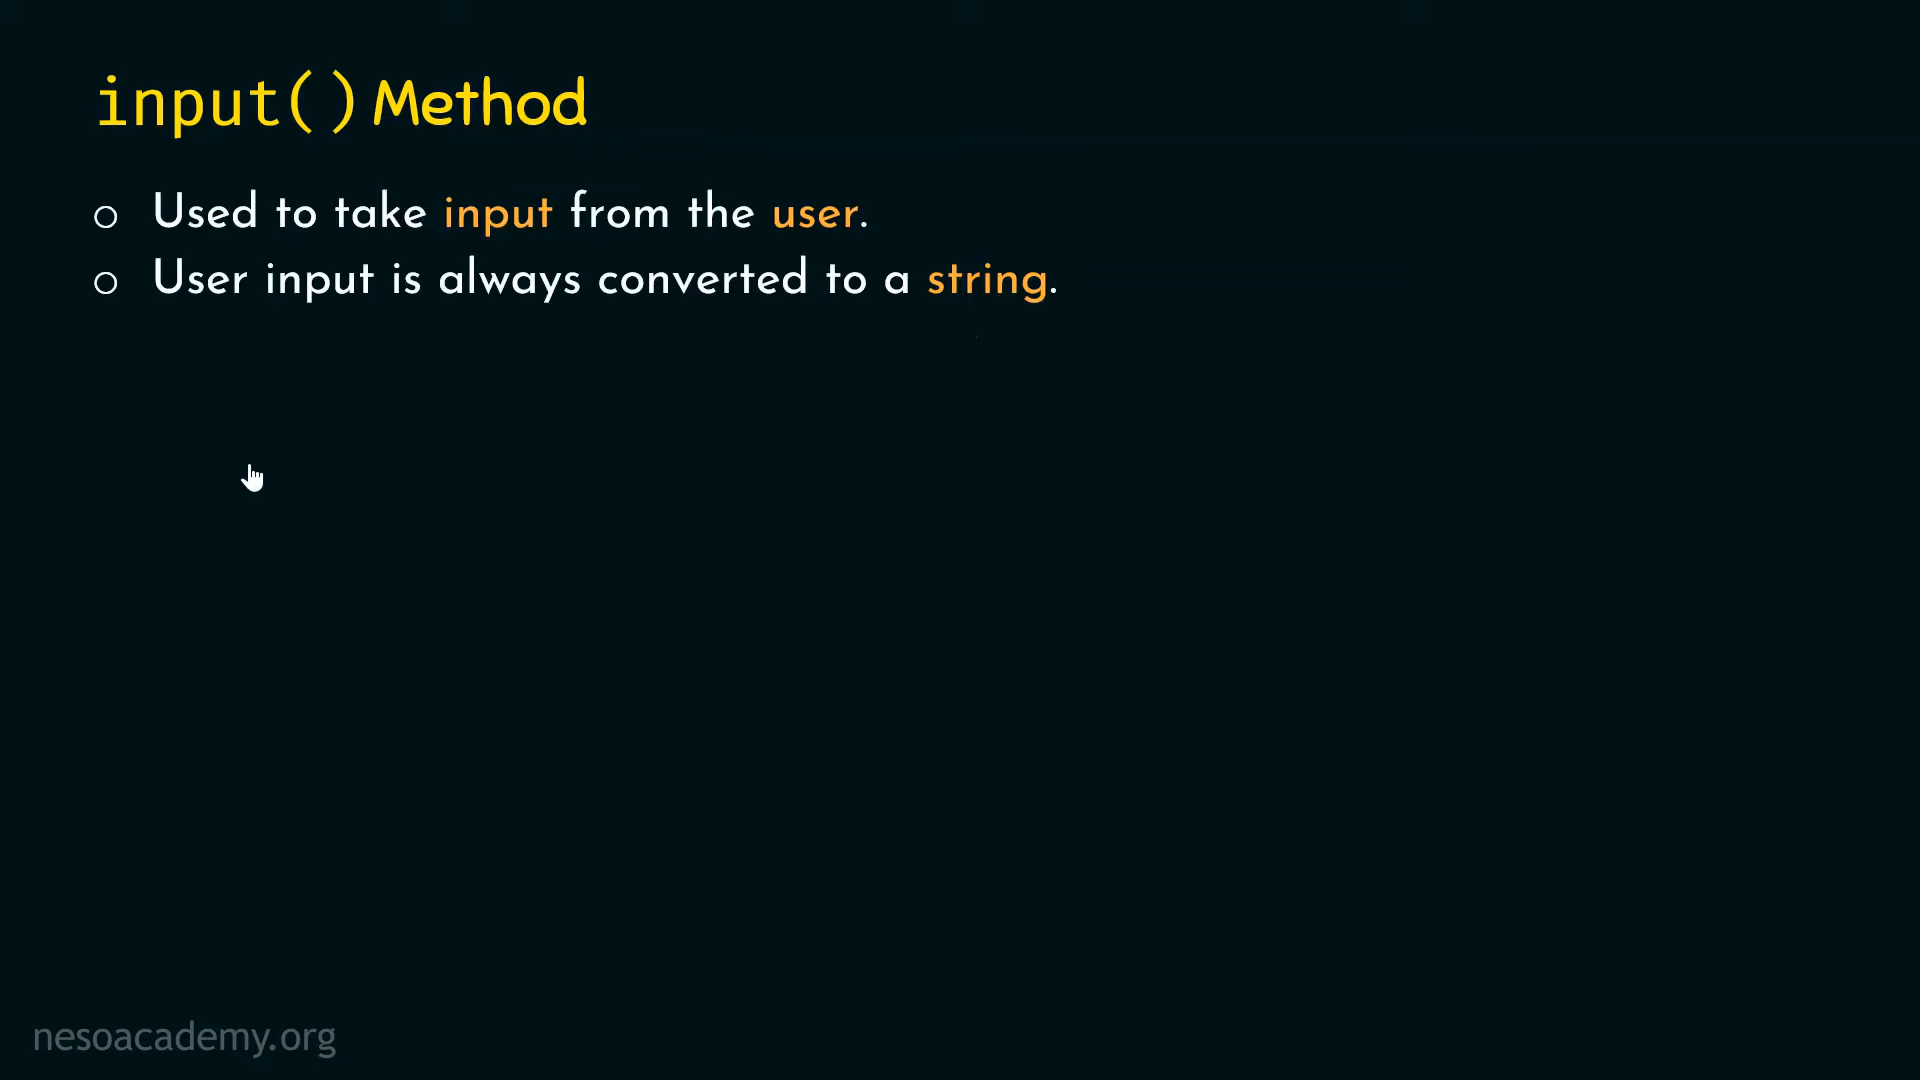 input() Method
○ Used to take input from the user.
○ User input is always converted to a string.
nesoacademy.org